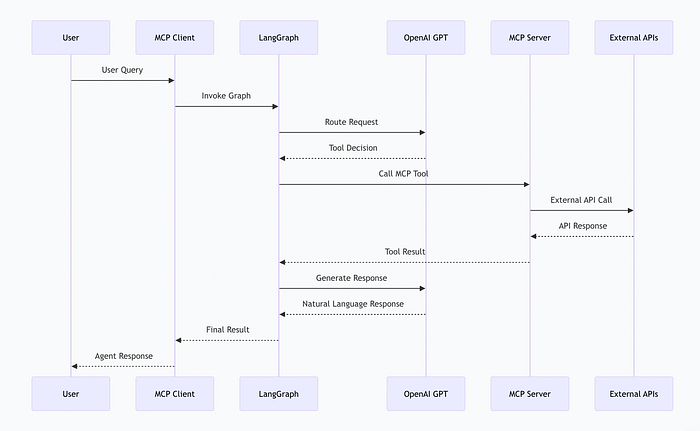 User
MCP Client
LangGraph
OpenAI GPT
MCP Server
External APIs
User Query
Invoke Graph
Route Request
Tool Decision
Call MCP Tool
External API Call
API Response
Tool Result
Generate Response
Natural Language Response
Final Result
Agent Response
User
MCP Client
LangGraph
OpenAI GPT
MCP Server
External APIs